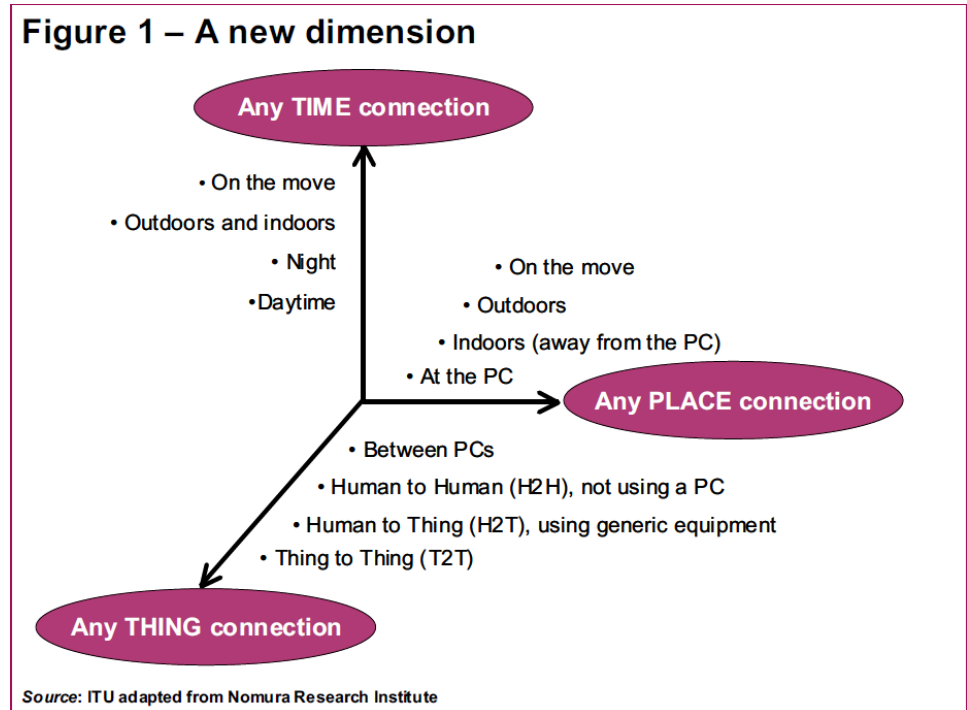 Figure 1 – A new dimension
Any TIME connection
• On the move
• Outdoors and indoors
• Night
•Daytime
• On the move
• Outdoors
• Indoors (away from the PC)
• At the PC
Any PLACE connection
• Between PCs
• Human to Human (H2H), not using a PC
• Human to Thing (H2T), using generic equipment
• Thing to Thing (T2T)
Any THING connection
Source: ITU adapted from Nomura Research Institute